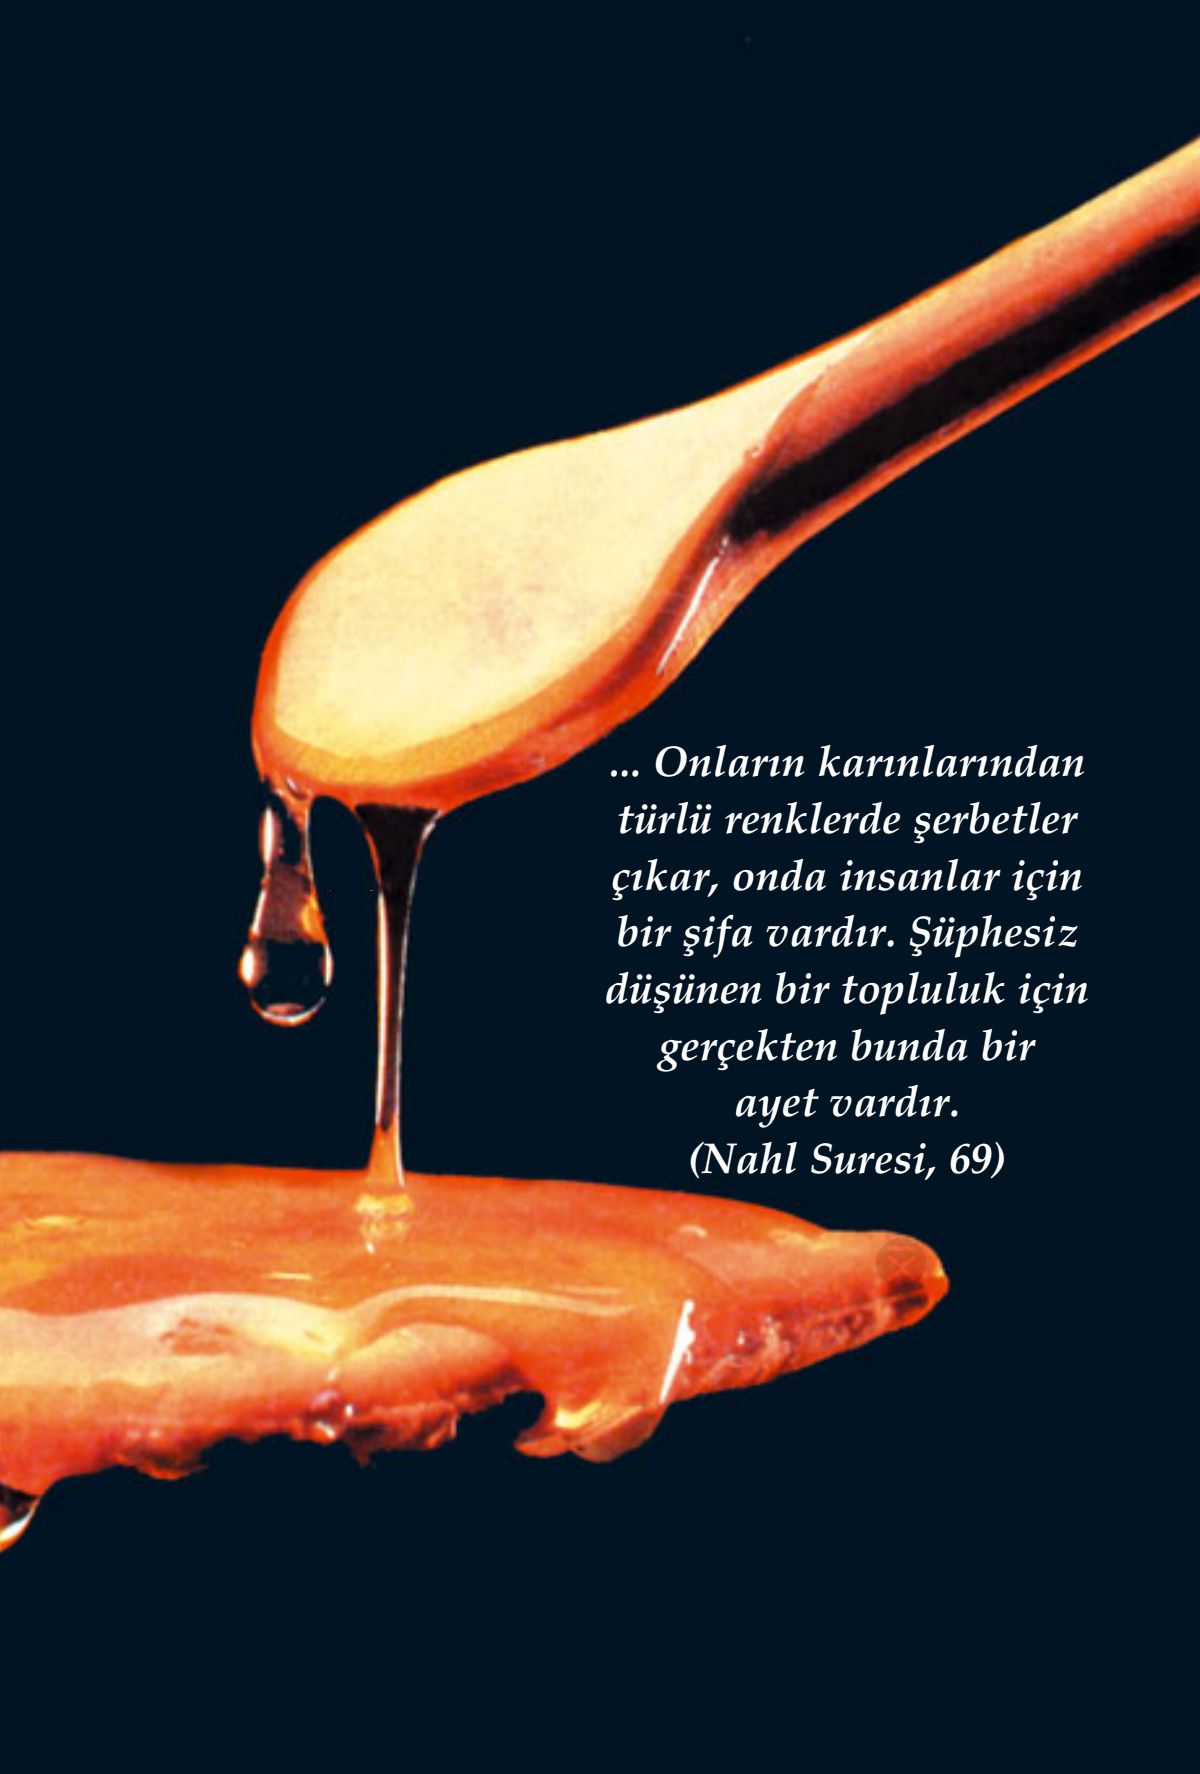 ... Onların karınlarından
türlü renklerde şerbetler
çıkar, onda insanlar için
bir şifa vardır. Şüphesiz
düşünen bir topluluk için
gerçekten bunda bir
ayet vardır.
(Nahl Suresi, 69)